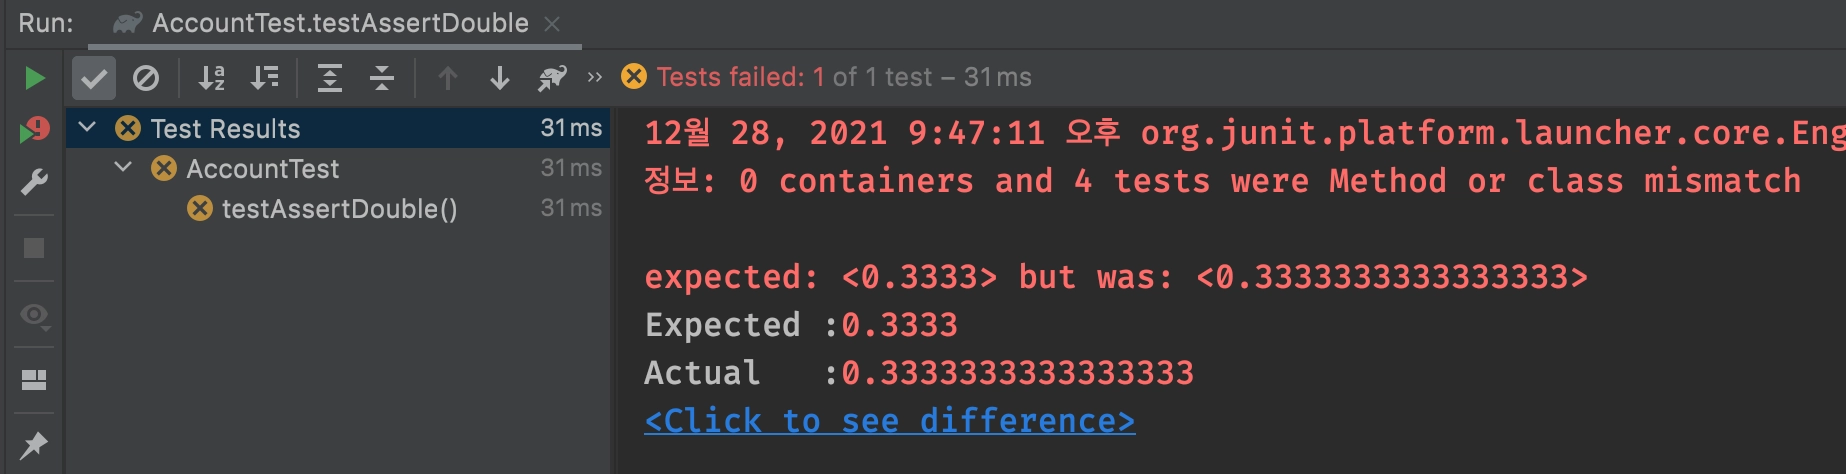 Run: AccountTest.testAssertDouble
Tests failed: 1 of 1 test – 31 ms
Test Results 31 ms
AccountTest 31 ms
testAssertDouble() 31 ms
12월 28, 2021 9:47:11 오후 org.junit.platform.launcher.core.Eng
정보: 0 containers and 4 tests were Method or class mismatch
expected: <0.3333> but was: <0.3333333333333333>
Expected :0.3333
Actual   :0.3333333333333333
<Click to see difference>